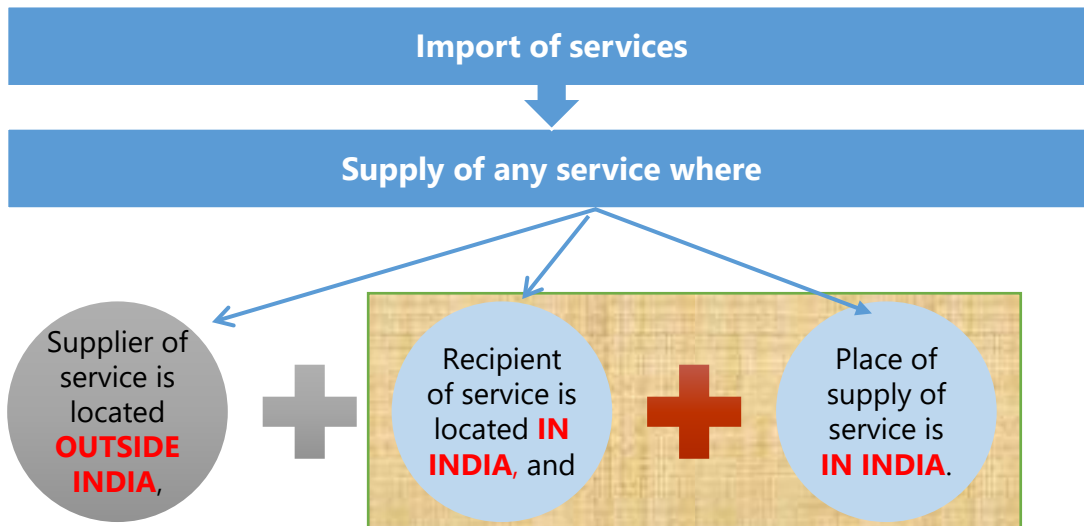 Import of services
Supply of any service where
Supplier of
service is
located
OUTSIDE
INDIA,
Recipient
of service is
located IN
INDIA, and
Place of
supply of
service is
IN INDIA.